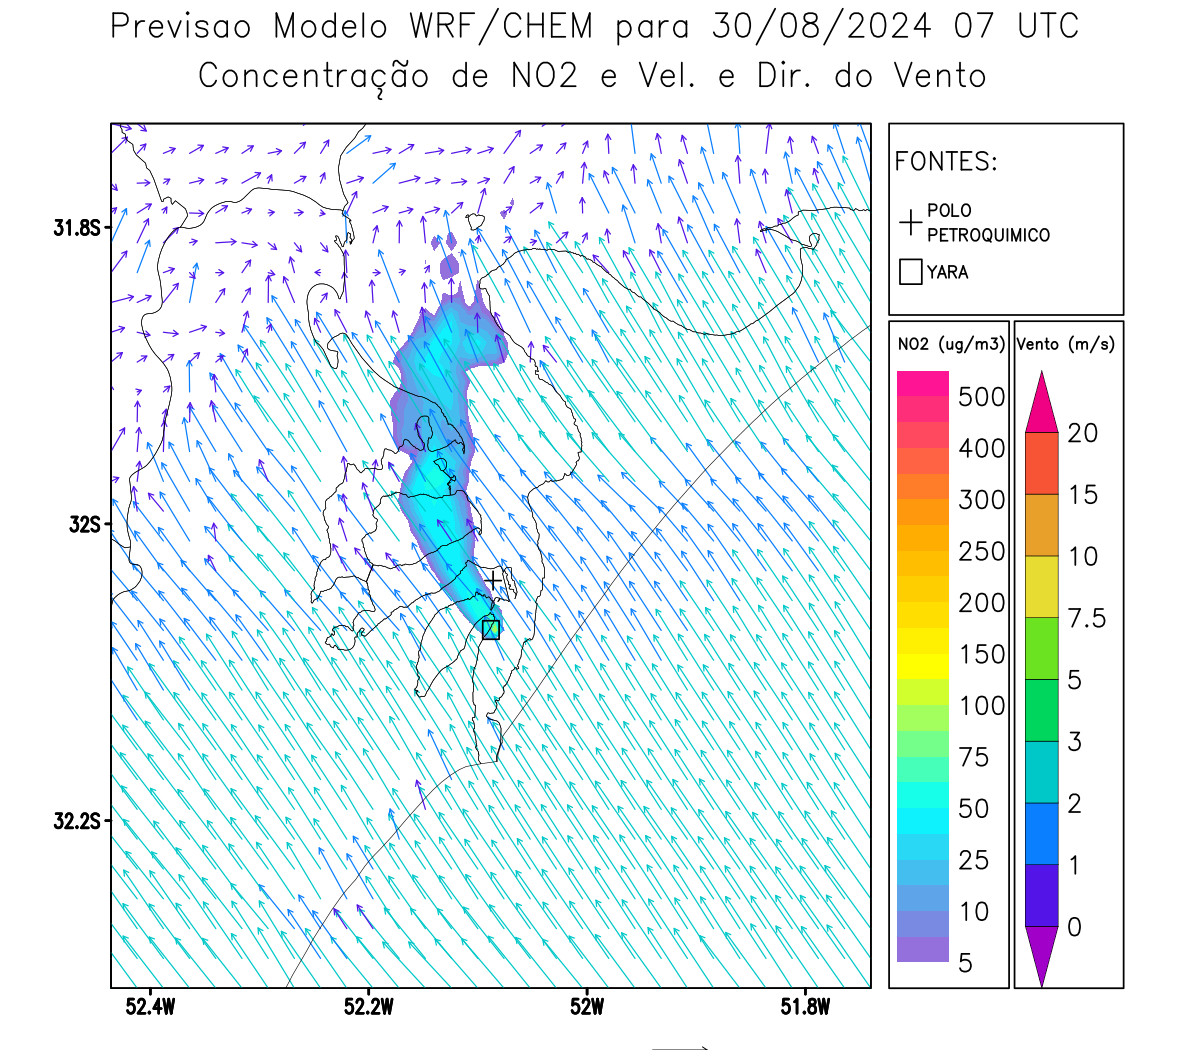 Previsao Modelo WRF/CHEM para 30/08/2024 07 UTC
Concentração de NO2 e Vel. e Dir. do Vento
FONTES:
POLO
PETROQUIMICO
YARA
NO2 (ug/m3)
500
400
300
250
200
150
100
75
50
25
10
5
Vento (m/s)
20
15
10
7.5
5
3
2
1
0
31.8S
32S
32.2S
52.4W
52.2W
52W
51.8W